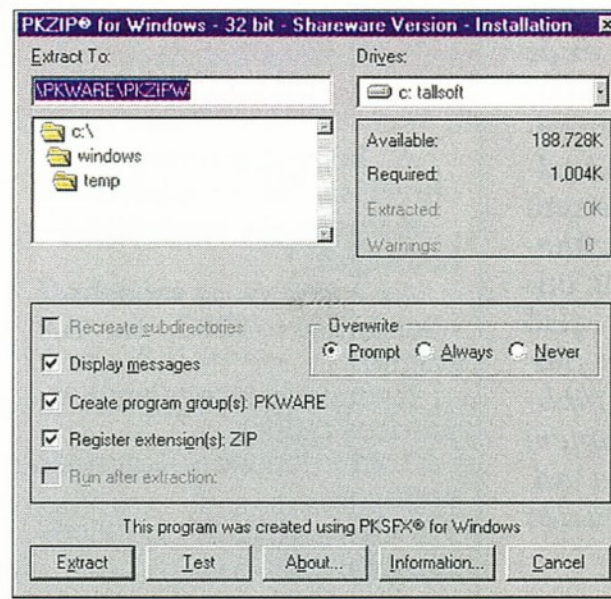 PKZIP® for Windows - 32 bit - Shareware Version - Installation
Extract To:
\PKWARE\PKZIPW
Drives:
c: tallsoft
c:\
windows
temp
Available: 188,728K
Required: 1,004K
Extracted: 0K
Warnings: 0
Recreate subdirectories
Overwrite
Prompt Always Never
Display messages
Create program group(s): PKWARE
Register extension(s): ZIP
Run after extraction:
This program was created using PKSFX® for Windows
Extract Test About... Information... Cancel